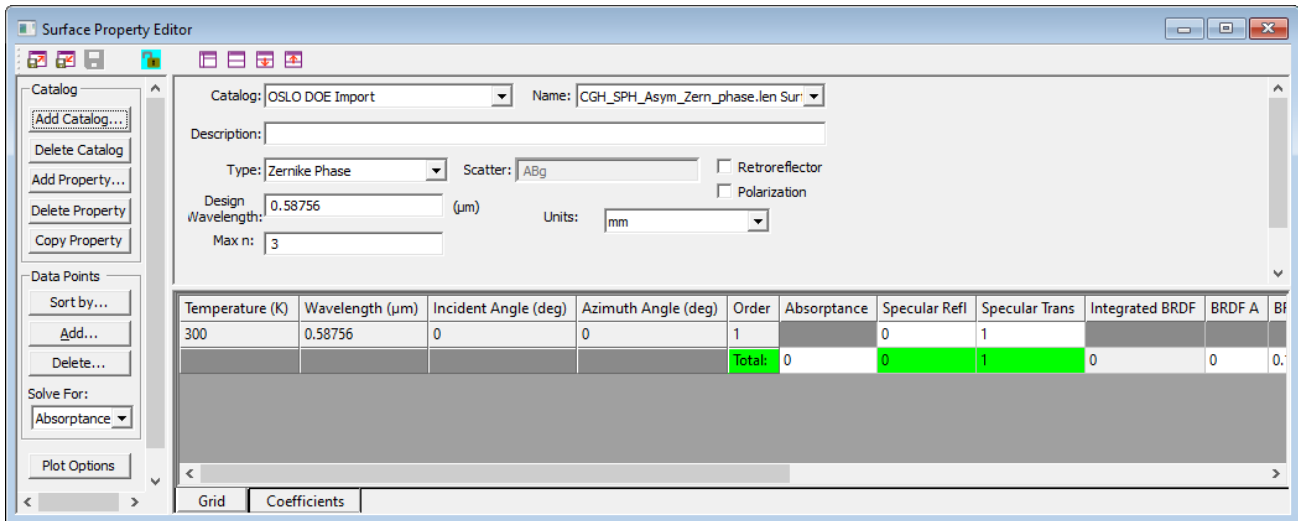 Surface Property Editor
Catalog
Add Catalog...
Delete Catalog
Add Property...
Delete Property
Copy Property
Data Points
Sort by...
Add...
Delete...
Solve For:
Absorptance
Plot Options
Catalog: OSLO DOE Import Name: CGH_SPH_Asym_Zern_phase.len Sur
Description:
Type: Zernike Phase Scatter: ABg Retroreflector
Polarization
Design Wavelength: 0.58756 (µm) Units: mm
Max n: 3
Temperature (K) Wavelength (µm) Incident Angle (deg) Azimuth Angle (deg) Order Absorptance Specular Refl Specular Trans Integrated BRDF BRDF A
300 0.58756 0 0 1 0 1
Total: 0 0 1 0 0
Grid Coefficients